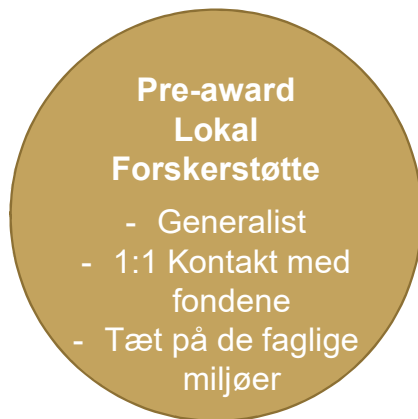 Pre-award
Lokal
Forskerstøtte
- Generalist
- 1:1 Kontakt med
fondene
- Tæt på de faglige
miljøer